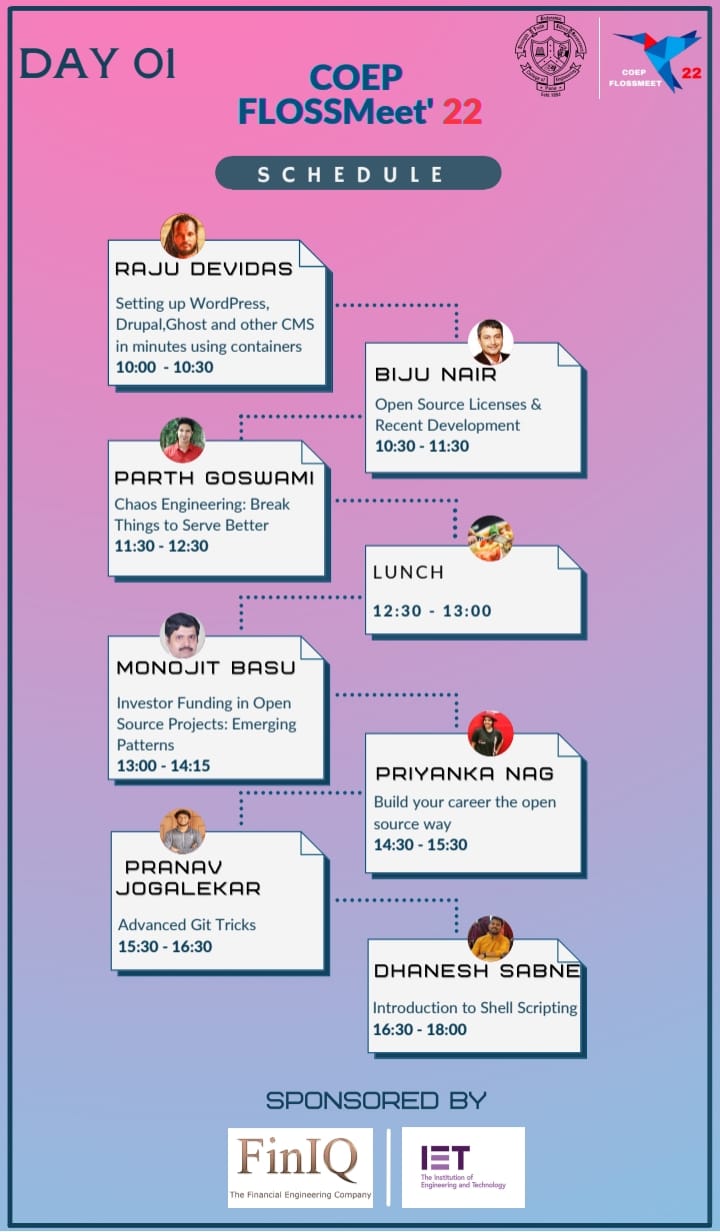 DAY 01
COEP
FLOSSMeet' 22
COEP
FLOSSMEET
22
SCHEDULE
RAJU DEVIDAS
Setting up WordPress,
Drupal,Ghost and other CMS
in minutes using containers
10:00 - 10:30
BIJU NAIR
Open Source Licenses &
Recent Development
10:30 - 11:30
PARTH GOSWAMI
Chaos Engineering: Break
Things to Serve Better
11:30 - 12:30
LUNCH
12:30 - 13:00
MONOJIT BASU
Investor Funding in Open
Source Projects: Emerging
Patterns
13:00 - 14:15
PRIYANKA NAG
Build your career the open
source way
14:30 - 15:30
PRANAV
JOGALEKAR
Advanced Git Tricks
15:30 - 16:30
DHANESH SABNE
Introduction to Shell Scripting
16:30 - 18:00
SPONSORED BY
FinIQ
The Financial Engineering Company
IET
The Institution of
Engineering and Technology